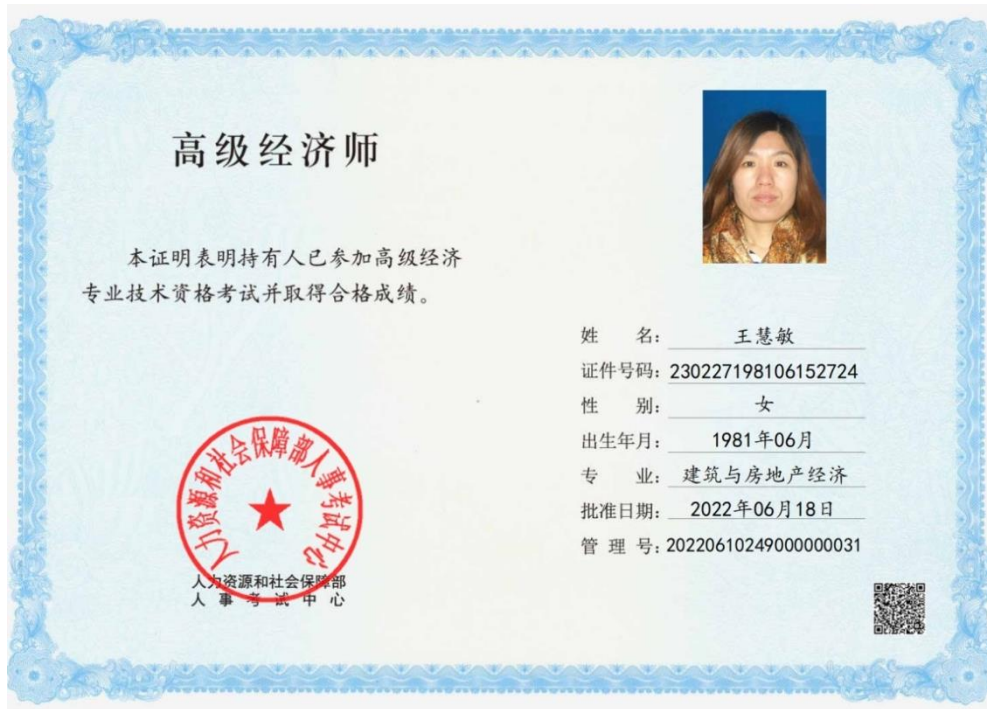 高级经济师
本证明表明持有人已参加高级经济
专业技术资格考试并取得合格成绩。
姓 名: 王慧敏
证件号码: 230227198106152724
性 别: 女
出生年月: 1981年06月
专 业: 建筑与房地产经济
批准日期: 2022年06月18日
管 理 号: 20220610249000000031
人力资源和社会保障部人事考试中心
人力资源和社会保障部
人 事 考 试 中 心